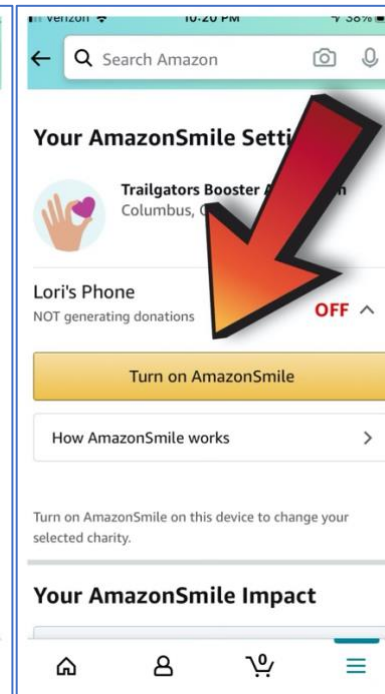 Verizon 10:20 PM 38%
Search Amazon
Your AmazonSmile
Trailgators Booster
Columbus,
Lori's Phone
NOT generating donations
OFF
Turn on AmazonSmile
How AmazonSmile works
Turn on AmazonSmile on this device to change your
selected charity.
Your AmazonSmile Impact
0